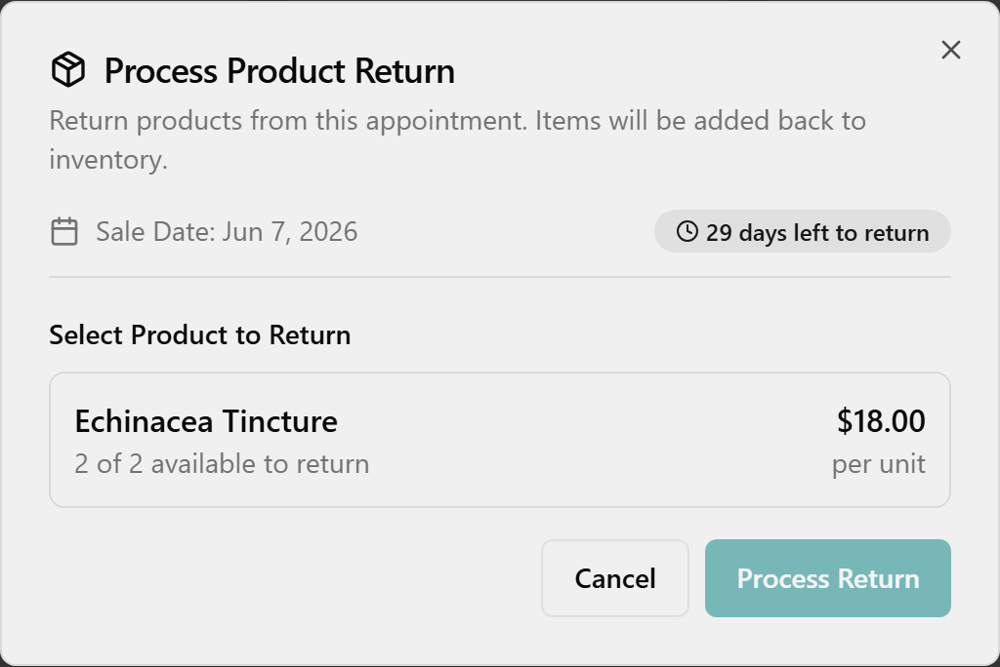 Process Product Return
Return products from this appointment. Items will be added back to
inventory.
Sale Date: Jun 7, 2026
29 days left to return
Select Product to Return
Echinacea Tincture
$18.00
2 of 2 available to return
per unit
Cancel
Process Return